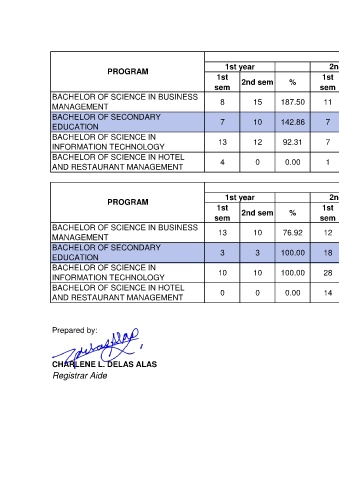 PROGRAM
1st year 2n
1st sem 2nd sem % 1st sem
BACHELOR OF SCIENCE IN BUSINESS
MANAGEMENT 8 15 187.50 11
BACHELOR OF SECONDARY
EDUCATION 7 10 142.86 7
BACHELOR OF SCIENCE IN
INFORMATION TECHNOLOGY 13 12 92.31 7
BACHELOR OF SCIENCE IN HOTEL
AND RESTAURANT MANAGEMENT 4 0 0.00 1
PROGRAM
1st year 2n
1st sem 2nd sem % 1st sem
BACHELOR OF SCIENCE IN BUSINESS
MANAGEMENT 13 10 76.92 12
BACHELOR OF SECONDARY
EDUCATION 3 3 100.00 18
BACHELOR OF SCIENCE IN
INFORMATION TECHNOLOGY 10 10 100.00 28
BACHELOR OF SCIENCE IN HOTEL
AND RESTAURANT MANAGEMENT 0 0 0.00 14
Prepared by:
CHARLENE L. DELAS ALAS
Registrar Aide